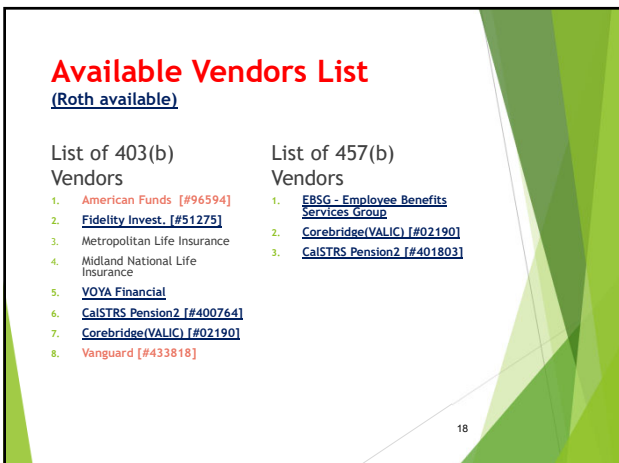 Available Vendors List
(Roth available)
List of 403(b)
Vendors
1. American Funds [#96594]
2. Fidelity Invest. [#51275]
3. Metropolitan Life Insurance
4. Midland National Life
Insurance
5. VOYA Financial
6. CalSTRS Pension2 [#400764]
7. Corebridge(VALIC) [#02190]
8. Vanguard [#433818]
List of 457(b)
Vendors
1. EBSG – Employee Benefits
Services Group
2. Corebridge(VALIC) [#02190]
3. CalSTRS Pension2 [#401803]
18